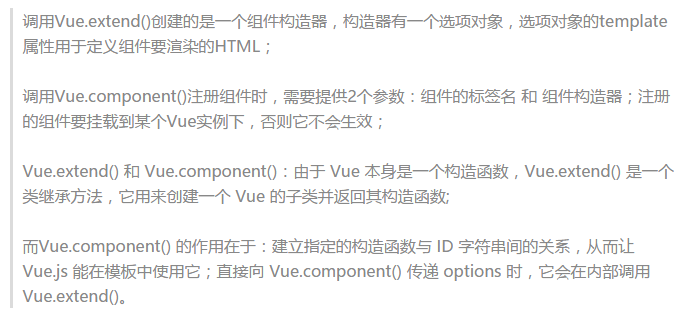 调用Vue.extend()创建的是一个组件构造器，构造器有一个选项对象，选项对象的template
属性用于定义组件要渲染的HTML；
调用Vue.component()注册组件时，需要提供2个参数：组件的标签名 和 组件构造器；注册
的组件要挂载到某个Vue实例下，否则它不会生效；
Vue.extend() 和 Vue.component()：由于 Vue 本身是一个构造函数，Vue.extend() 是一个
类继承方法，它用来创建一个 Vue 的子类并返回其构造函数;
而Vue.component() 的作用在于：建立指定的构造函数与 ID 字符串间的关系，从而让
Vue.js 能在模板中使用它；直接向 Vue.component() 传递 options 时，它会在内部调用
Vue.extend()。